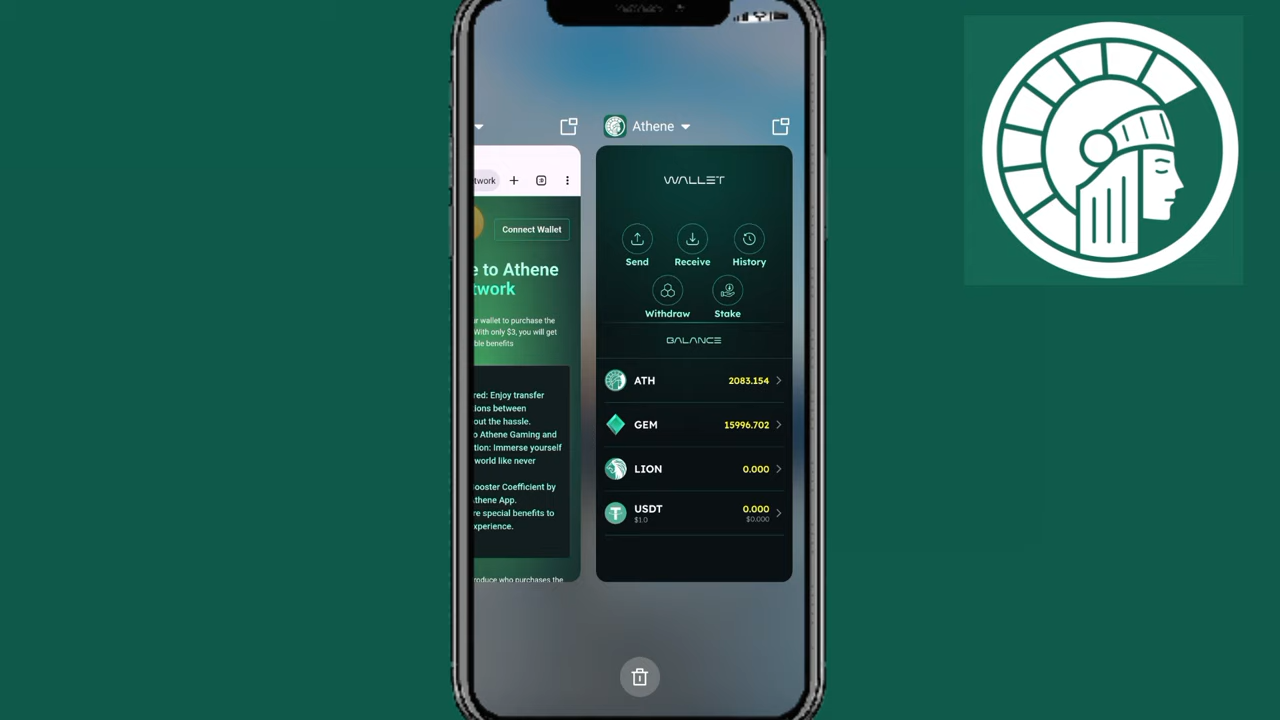 Athene
twork
Connect Wallet
e to Athene
twork
r wallet to purchase the
With only $3, you will get
ble benefits
red: Enjoy transfer
ions between
out the hassle.
o Athene Gaming and
tion: Immerse yourself
world like never
ooster Coefficient by
Athene App.
re special benefits to
xperience.
roduce who purchases the
WALLET
Send
Receive
History
Withdraw
Stake
BALANCE
ATH
2083.154
GEM
15996.702
LION
0.000
USDT
0.000
$1.0
$0.000